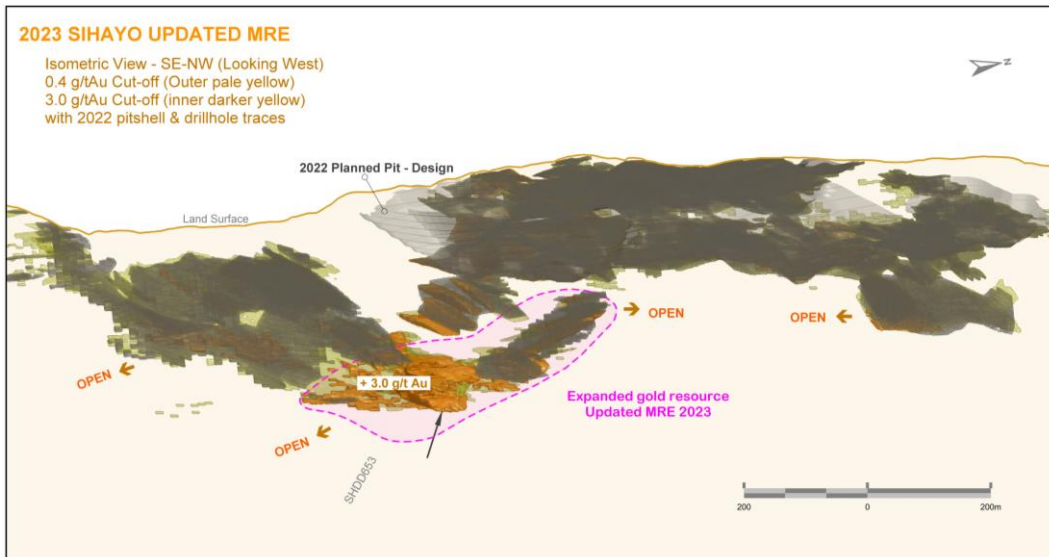 2023 SIHAYO UPDATED MRE
Isometric View - SE-NW (Looking West)
0.4 g/tAu Cut-off (Outer pale yellow)
3.0 g/tAu Cut-off (inner darker yellow)
with 2022 pitshell & drillhole traces
N
2022 Planned Pit - Design
Land Surface
OPEN
OPEN
OPEN
+ 3.0 g/t Au
Expanded gold resource
Updated MRE 2023
OPEN
SHDD653
200
0
200m